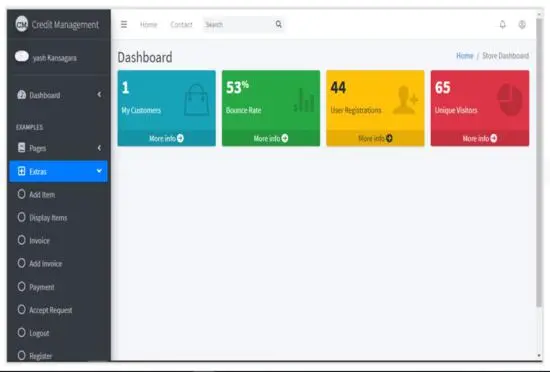 CM Credit Management
Home Contact Search
yash Kansagara
Dashboard
EXAMPLES
Pages
Extras
Add Item
Display Items
Invoice
Add Invoice
Payment
Accept Request
Logout
Register
Dashboard
Home / Store Dashboard
1
My Customers
More info
53%
Bounce Rate
More info
44
User Registrations
More info
65
Unique Visitors
More info